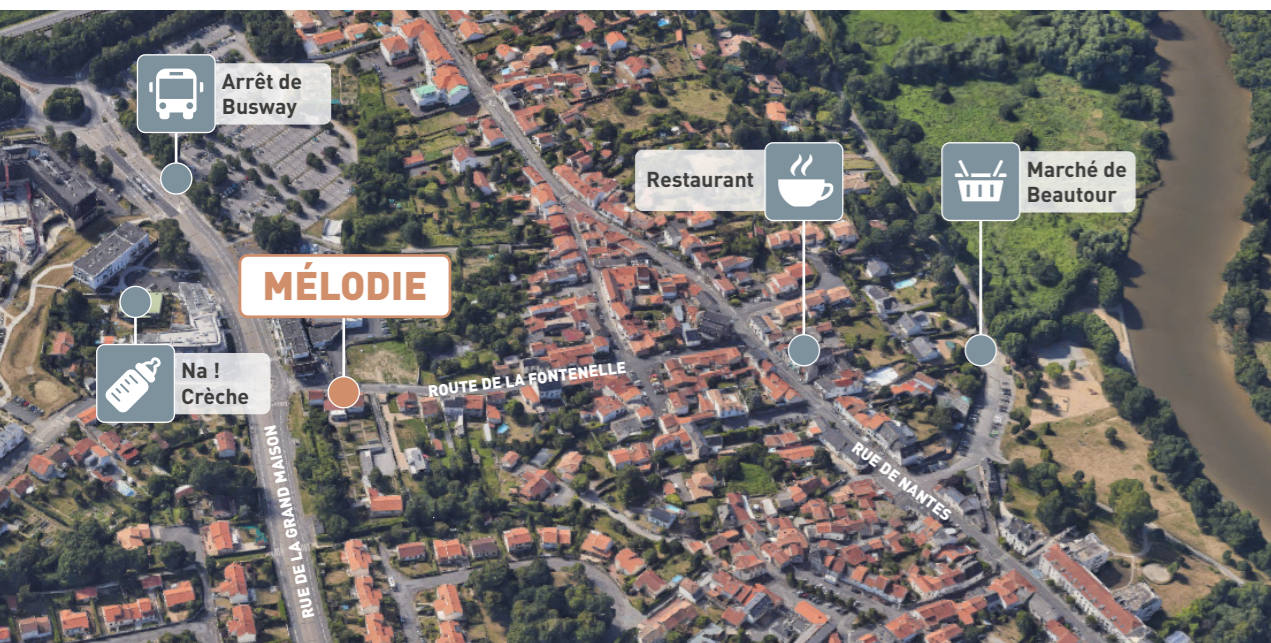 Arrêt de
Busway
Restaurant
Marché de
Beautour
MÉLODIE
Na !
Crèche
ROUTE DE LA FONTENELLE
RUE DE LA GRAND MAISON
RUE DE NANTES